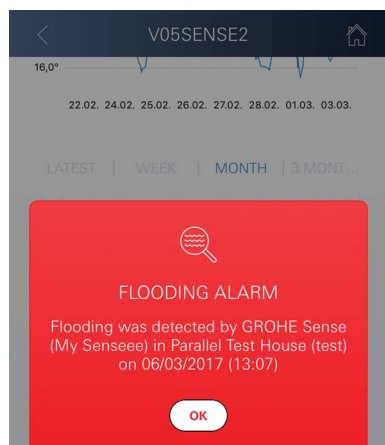 V05SENSE2
16,0°
22.02. 24.02. 25.02. 26.02. 27.02. 28.02. 01.03. 03.03.
LATEST | WEEK | MONTH | 3 MONT...
FLOODING ALARM
Flooding was detected by GROHE Sense
(My Senseee) in Parallel Test House (test)
on 06/03/2017 (13:07)
OK